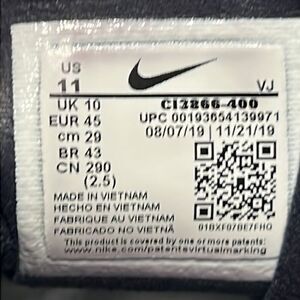 US
11
VJ
UK 10
CI3866-400
EUR 45
UPC 00193654139971
cm 29
08/07/19 | 11/21/19
BR 43
CN 290
(2.5)
MADE IN VIETNAM
HECHO EN VIETNAM
FABRIQUE AU VIETNAM
FABRICADO NO VIETNÃ
01BXF07BE7FHQ
This product is covered by one or more patents:
www.nike.com/patentsvirtualmarking